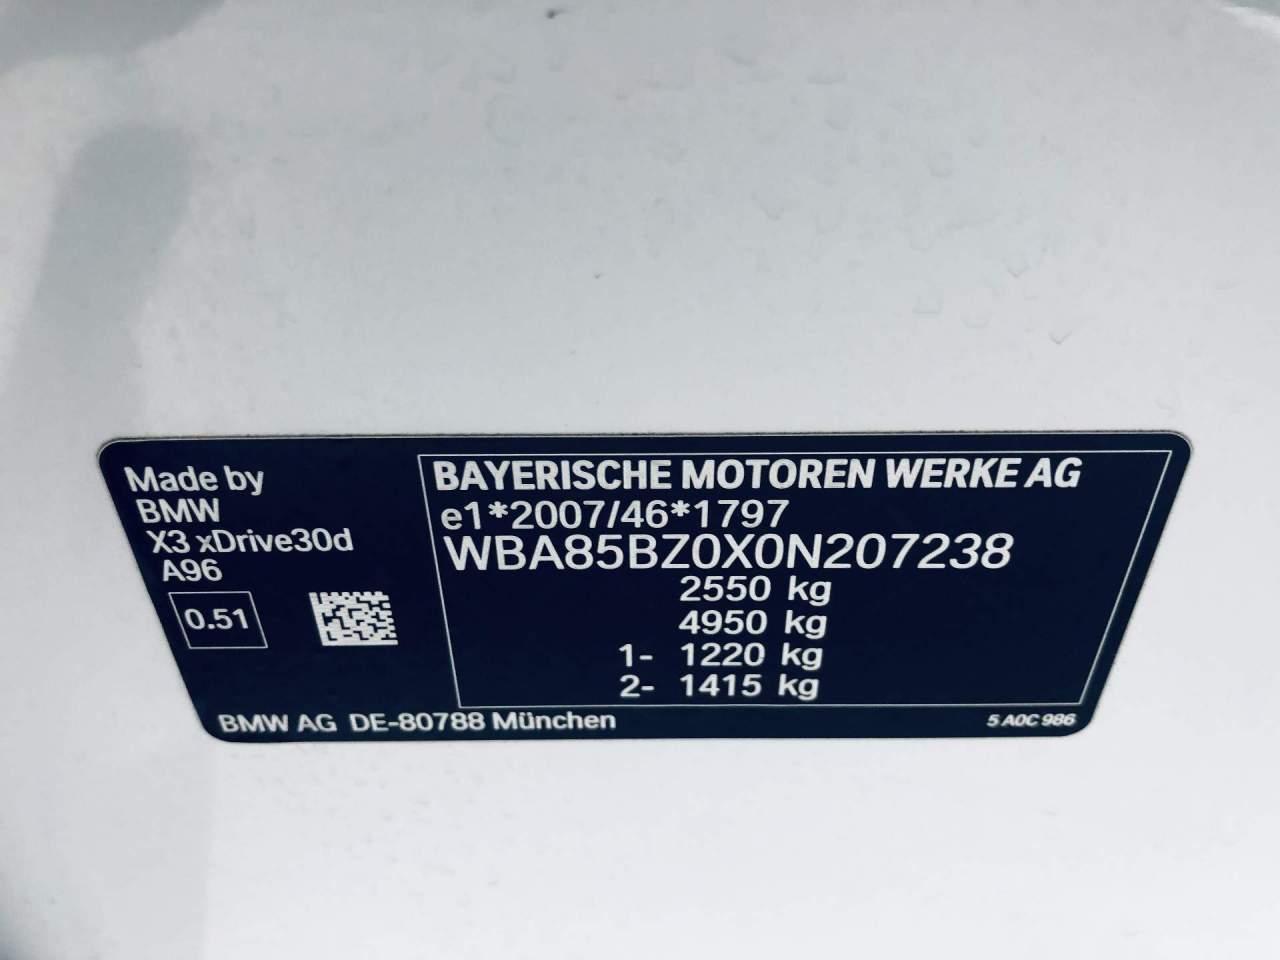 Made by
BMW
X3 xDrive30d
A96
0.51
BAYERISCHE MOTOREN WERKE AG
e1*2007/46*1797
WBA85BZ0X0N207238
2550 kg
4950 kg
1- 1220 kg
2- 1415 kg
BMW AG DE-80788 München
5 A0C 986